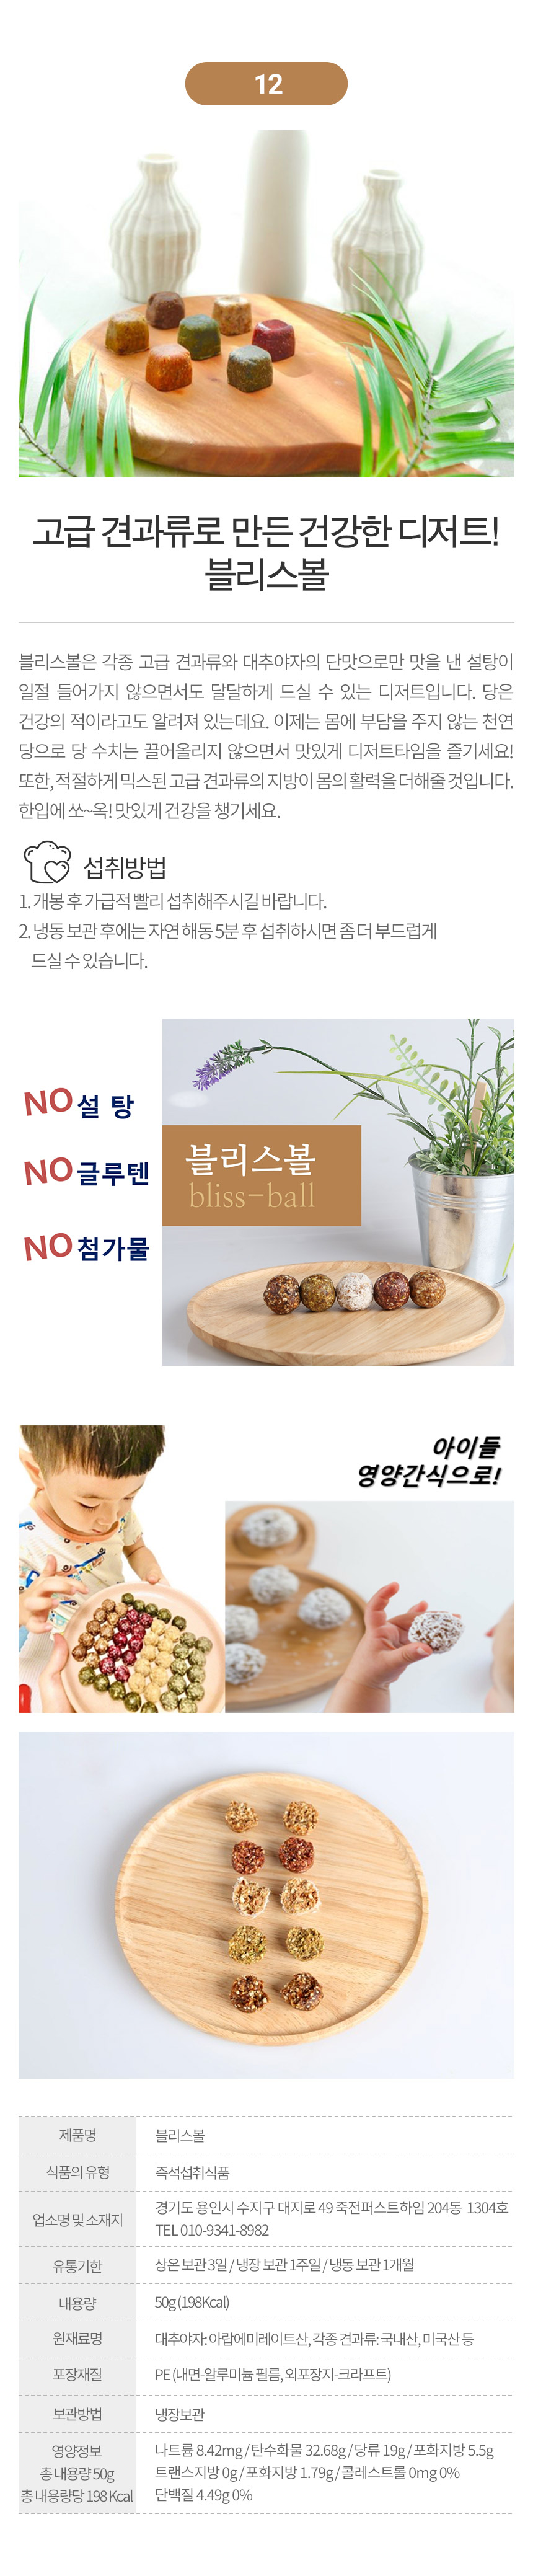 12
고급 견과류로 만든 건강한 디저트!
블리스볼
블리스볼은 각종 고급 견과류와 대추야자의 단맛으로만 맛을 낸 설탕이
일절 들어가지 않으면서도 달달하게 드실 수 있는 디저트입니다. 당은
건강의 적이라고도 알려져 있는데요. 이제는 몸에 부담을 주지 않는 천연
당으로 당 수치는 끌어올리지 않으면서 맛있게 디저트타임을 즐기세요!
또한, 적절하게 믹스된 고급 견과류의 지방이 몸의 활력을 더해줄 것입니다.
한입에 쏘~옥! 맛있게 건강을 챙기세요.
섭취방법
1. 개봉 후 가급적 빨리 섭취해주시길 바랍니다.
2. 냉동 보관 후에는 자연 해동 5분 후 섭취하시면 좀 더 부드럽게
드실 수 있습니다.
NO 설 탕
NO 글루텐
NO 첨가물
블리스볼
bliss-ball
아이들
영양간식으로!
제품명 블리스볼
식품의 유형 즉석섭취식품
업소명 및 소재지 경기도 용인시 수지구 대지로 49 죽전퍼스트하임 204동 1304호
TEL 010-9341-8982
유통기한 상온 보관 3일 / 냉장 보관 1주일 / 냉동 보관 1개월
내용량 50g (198Kcal)
원재료명 대추야자: 아랍에미레이트산, 각종 견과류: 국내산, 미국산 등
포장재질 PE (내면-알루미늄 필름, 외포장지-크라프트)
보관방법 냉장보관
영양정보 나트륨 8.42mg / 탄수화물 32.68g / 당류 19g / 포화지방 5.5g
총 내용량 50g 트랜스지방 0g / 포화지방 1.79g / 콜레스트롤 0mg 0%
총 내용량당 198 Kcal 단백질 4.49g 0%